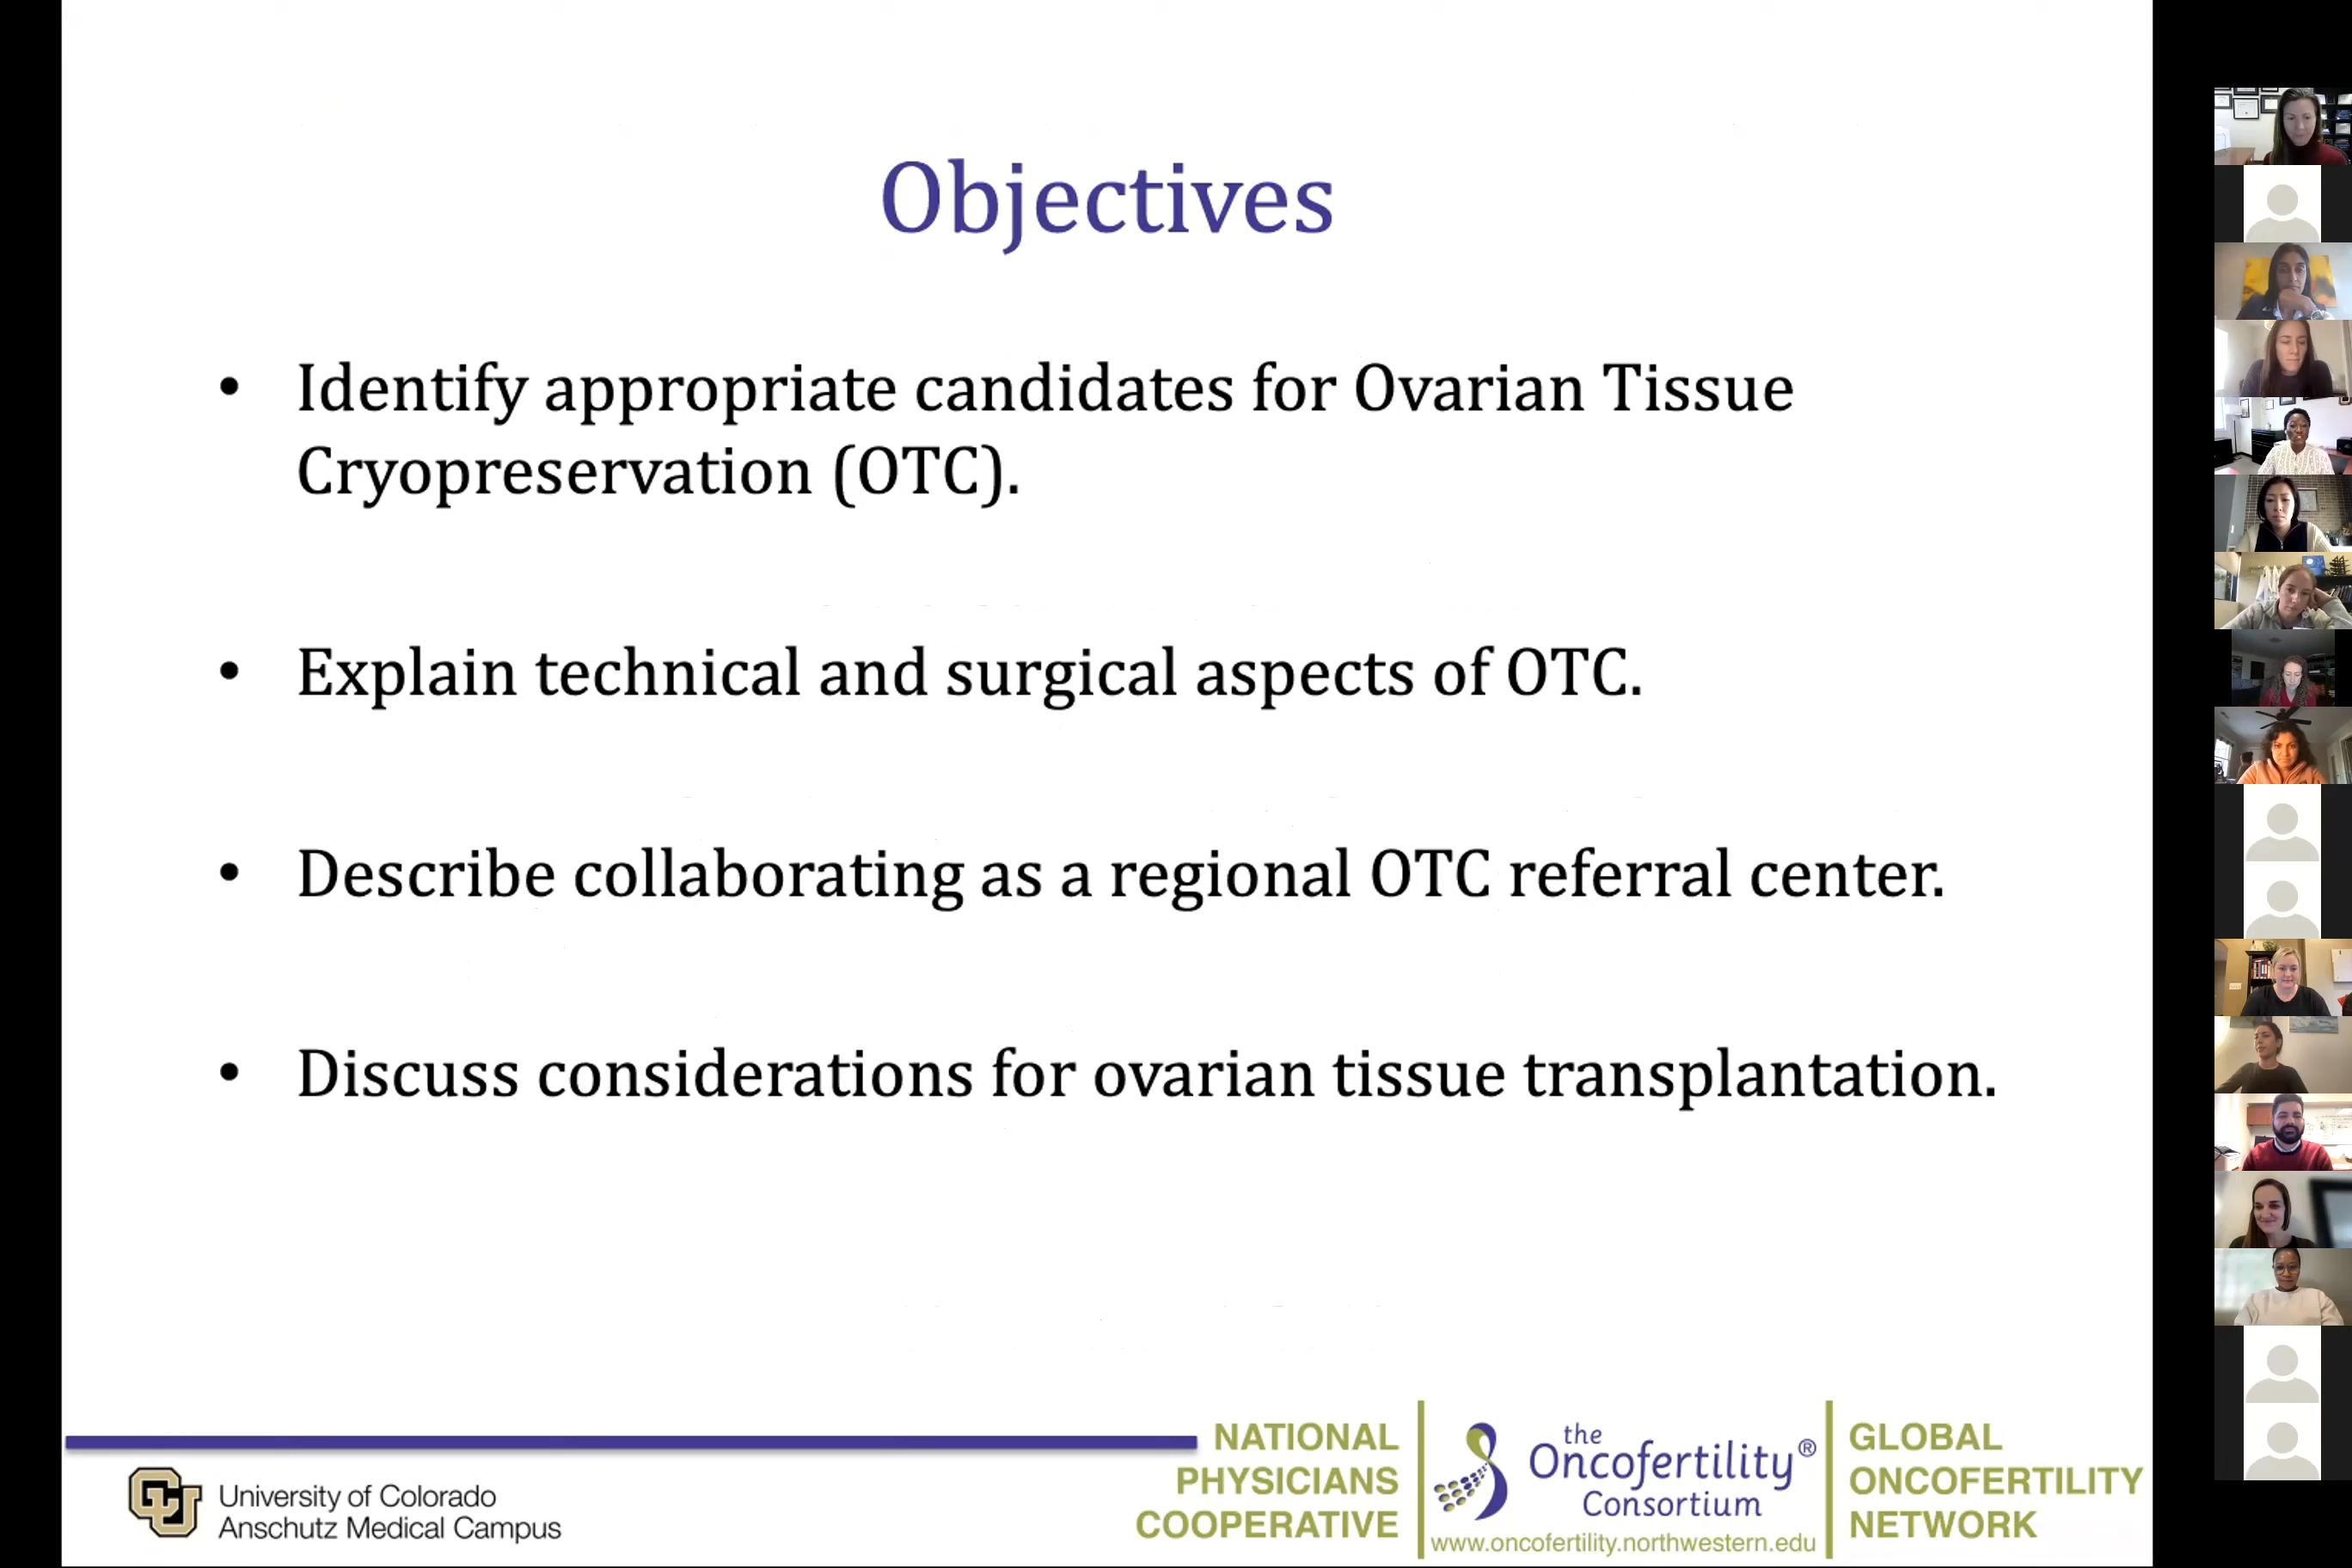 Objectives
• Identify appropriate candidates for Ovarian Tissue
Cryopreservation (OTC).
• Explain technical and surgical aspects of OTC.
• Describe collaborating as a regional OTC referral center.
• Discuss considerations for ovarian tissue transplantation.
University of Colorado
Anschutz Medical Campus
NATIONAL
PHYSICIANS
COOPERATIVE
the
Oncofertility®
Consortium
www.oncofertility.northwestern.edu
GLOBAL
ONCOFERTILITY
NETWORK